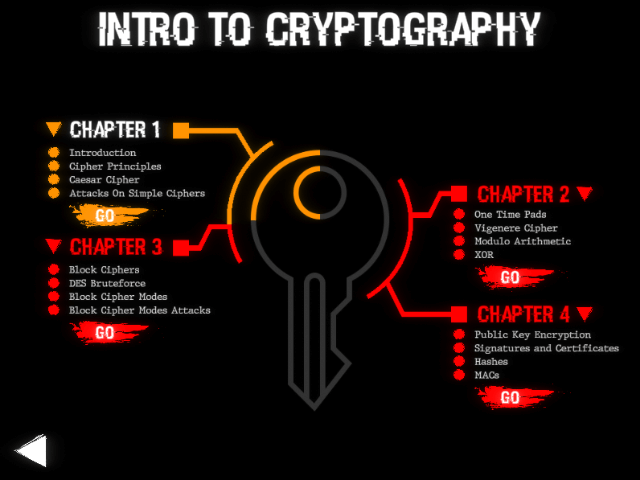 INTRO TO CRYPTOGRAPHY
CHAPTER 1
Introduction
Cipher Principles
Caesar Cipher
Attacks On Simple Ciphers
GO
CHAPTER 2
One Time Pads
Vigenere Cipher
Modulo Arithmetic
XOR
GO
CHAPTER 3
Block Ciphers
DES Bruteforce
Block Cipher Modes
Block Cipher Modes Attacks
GO
CHAPTER 4
Public Key Encryption
Signatures and Certificates
Hashes
MACs
GO